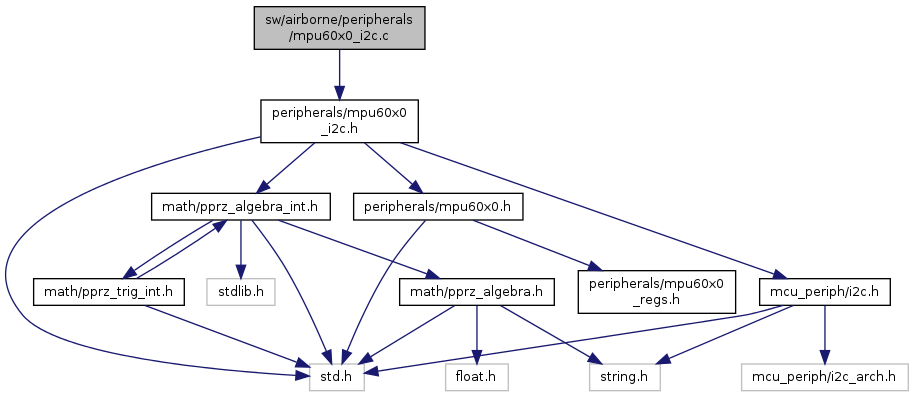 sw/airborne/peripherals
/mpu60x0_i2c.c
peripherals/mpu60x0
_i2c.h
math/pprz_algebra_int.h
peripherals/mpu60x0.h
math/pprz_trig_int.h
stdlib.h
math/pprz_algebra.h
peripherals/mpu60x0
_regs.h
mcu_periph/i2c.h
std.h
float.h
string.h
mcu_periph/i2c_arch.h